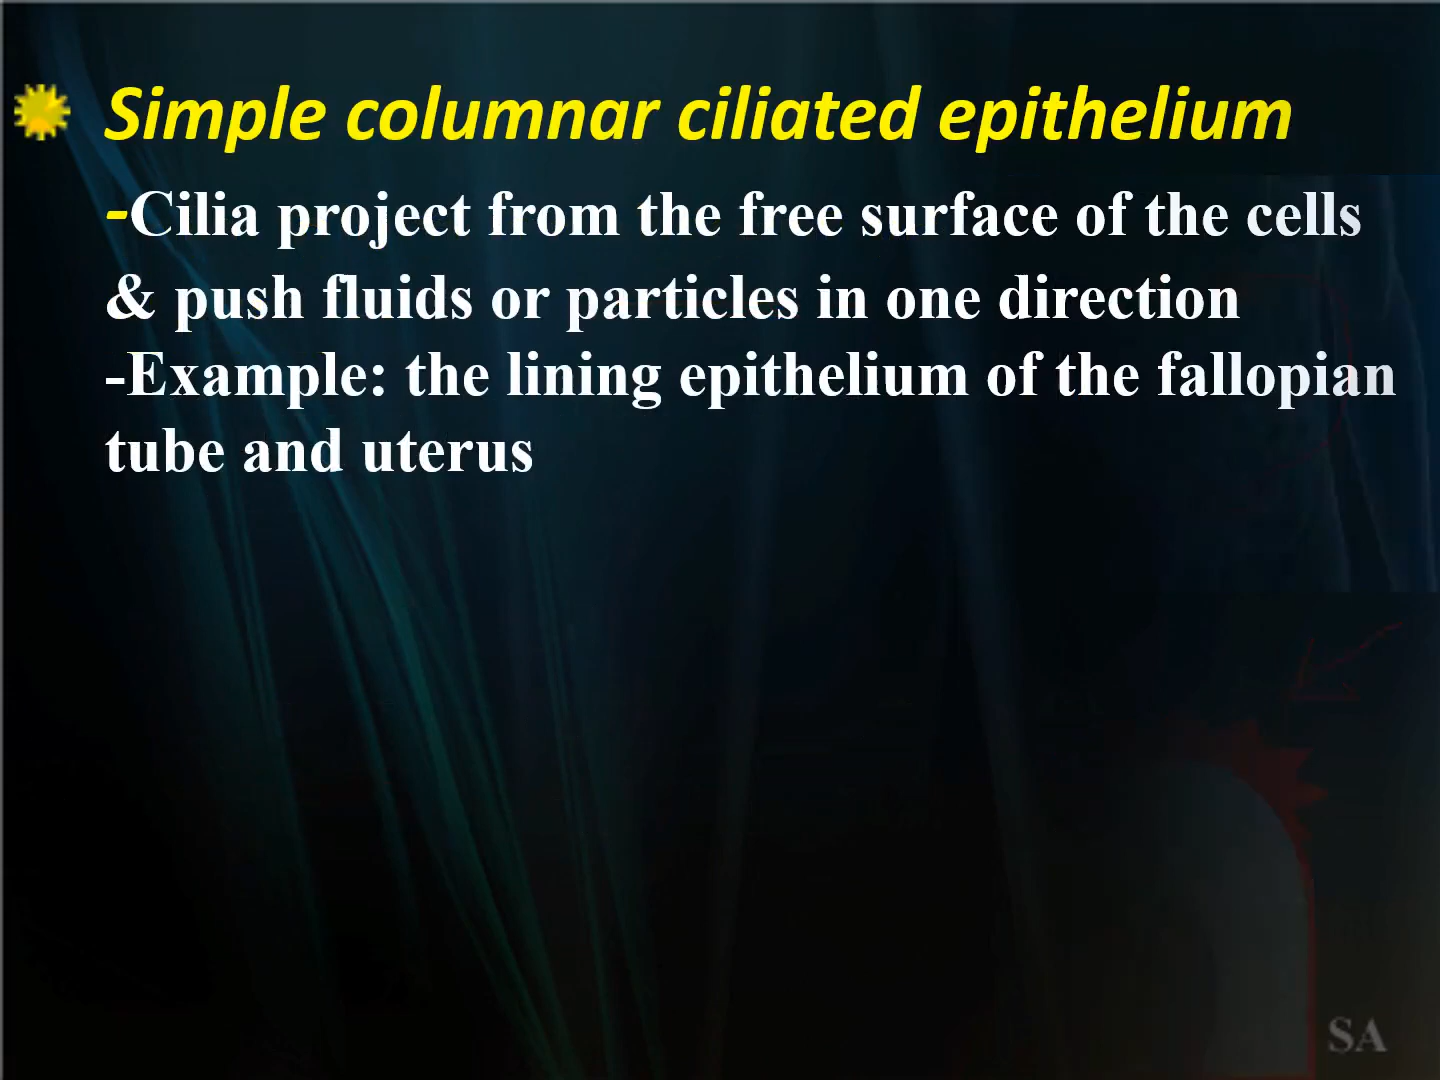 Simple columnar ciliated epithelium
-Cilia project from the free surface of the cells
& push fluids or particles in one direction
-Example: the lining epithelium of the fallopian
tube and uterus
SA